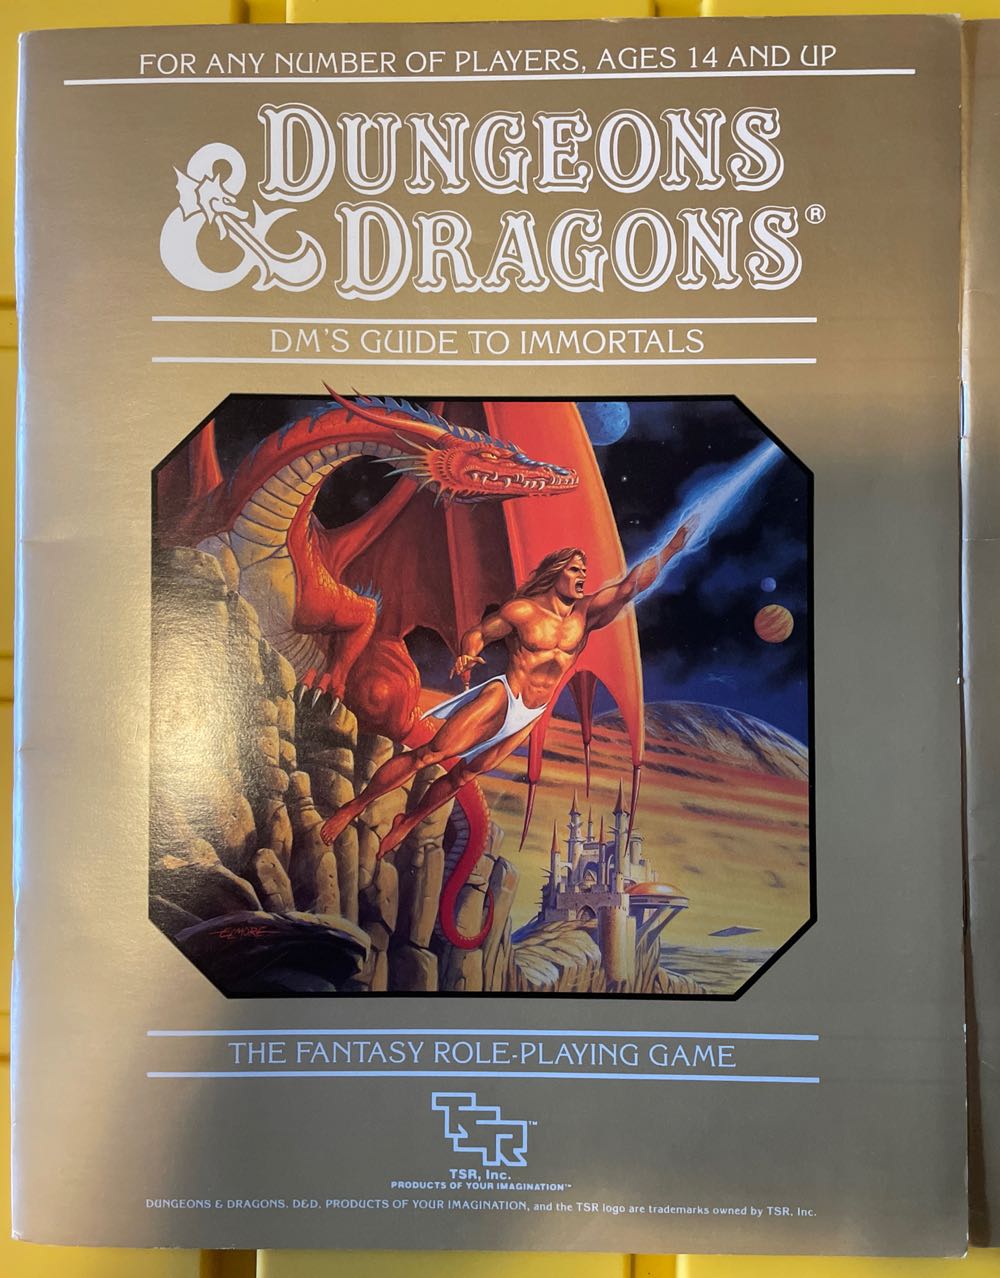 FOR ANY NUMBER OF PLAYERS, AGES 14 AND UP
DUNGEONS
& DRAGONS®
DM'S GUIDE TO IMMORTALS
ELMORE
THE FANTASY ROLE-PLAYING GAME
TSR™
TSR, Inc.
PRODUCTS OF YOUR IMAGINATION™
DUNGEONS & DRAGONS, D&D, PRODUCTS OF YOUR IMAGINATION, and the TSR logo are trademarks owned by TSR, Inc.